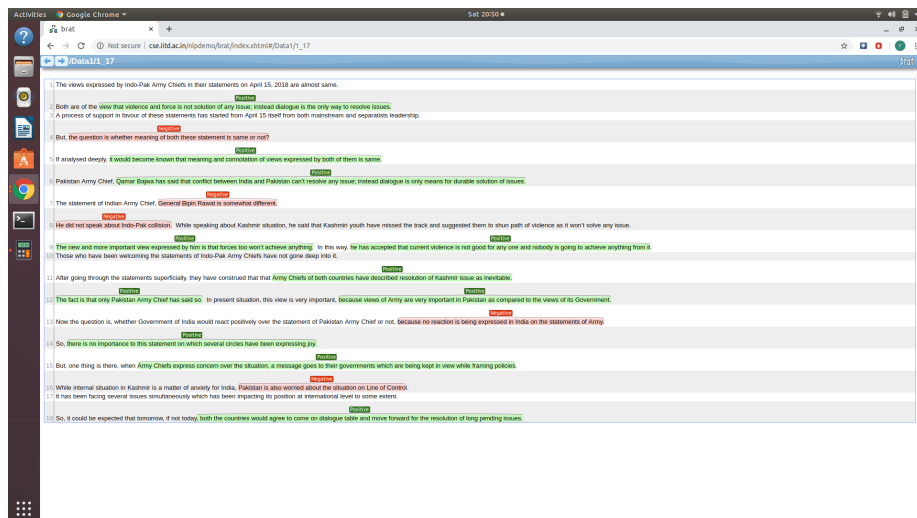 Activities Google Chrome ▾ Sat 20:50
brat × +
Not secure | cse.iitd.ac.in/nlpdemo/brat/index.xhtml#/Data1/1_17
/Data1/1_17 brat
1 The views expressed by Indo-Pak Army Chiefs in their statements on April 15, 2018 are almost same.
Positive
2 Both are of the view that violence and force is not solution of any issue; instead dialogue is the only way to resolve issues.
3 A process of support in favour of these statements has started from April 15 itself from both mainstream and separatists leadership.
Negative
4 But, the question is whether meaning of both these statement is same or not?
Positive
5 If analysed deeply, it would become known that meaning and connotation of views expressed by both of them is same.
Positive
6 Pakistan Army Chief, Qamar Bajwa has said that conflict between India and Pakistan can't resolve any issue; instead dialogue is only means for durable solution of issues.
Negative
7 The statement of Indian Army Chief, General Bipin Rawat is somewhat different.
Negative
8 He did not speak about Indo-Pak collision. While speaking about Kashmir situation, he said that Kashmiri youth have missed the track and suggested them to shun path of violence as it won't solve any issue.
Positive Positive
9 The new and more important view expressed by him is that forces too won't achieve anything. In this way, he has accepted that current violence is not good for any one and nobody is going to achieve anything from it.
10 Those who have been welcoming the statements of Indo-Pak Army Chiefs have not gone deep into it.
Positive
11 After going through the statements superficially, they have construed that that Army Chiefs of both countries have described resolution of Kashmir issue as inevitable.
Positive Positive
12 The fact is that only Pakistan Army Chief has said so. In present situation, this view is very important, because views of Army are very important in Pakistan as compared to the views of its Government.
Negative
13 Now the question is, whether Government of India would react positively over the statement of Pakistan Army Chief or not, because no reaction is being expressed in India on the statements of Army.
Positive
14 So, there is no importance to this statement on which several circles have been expressing joy.
Positive
15 But, one thing is there, when Army Chiefs express concern over the situation, a message goes to their governments which are being kept in view while framing policies.
Negative
16 While internal situation in Kashmir is a matter of anxiety for India, Pakistan is also worried about the situation on Line of Control.
17 It has been facing several issues simultaneously which has been impacting its position at international level to some extent.
Positive
18 So, it could be expected that tomorrow, if not today, both the countries would agree to come on dialogue table and move forward for the resolution of long pending issues.